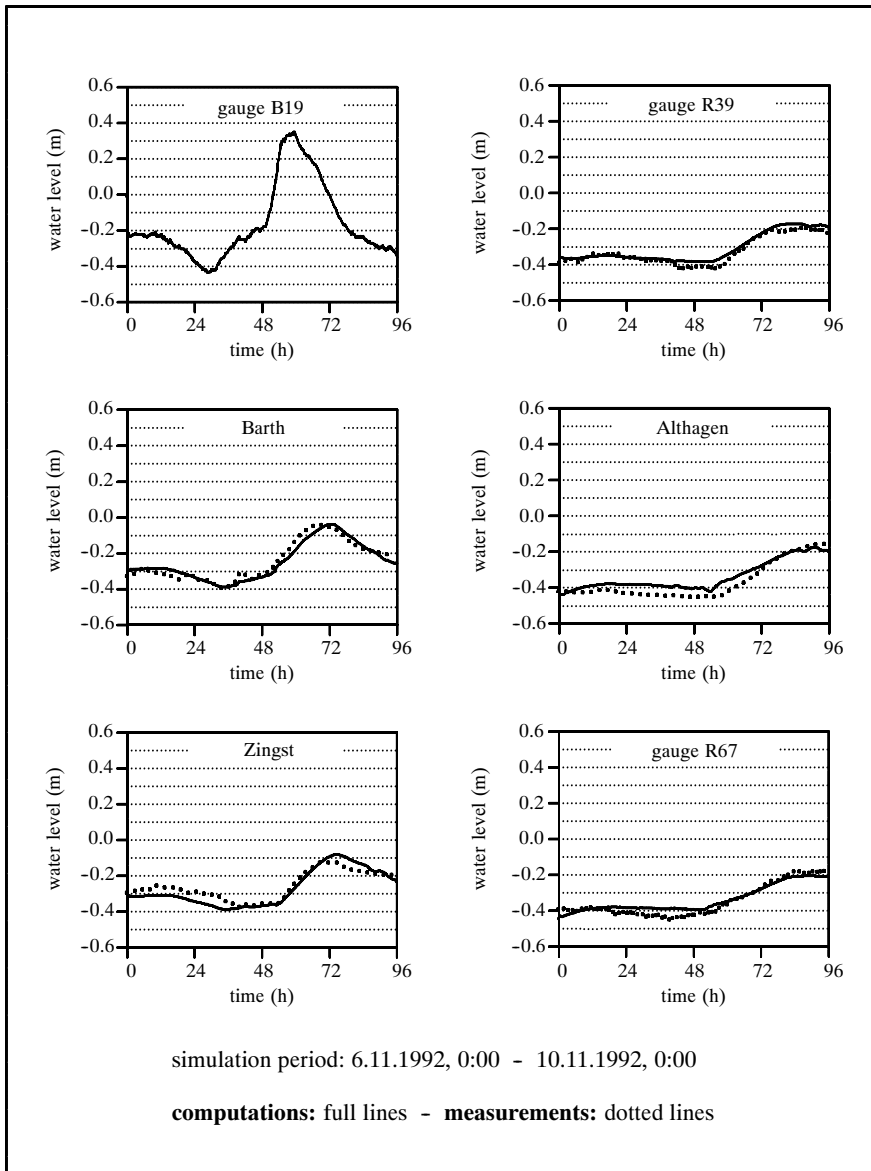 gauge B19
water level (m)
0.6
0.4
0.2
0.0
-0.2
-0.4
-0.6
0 24 48 72 96
time (h)
gauge R39
water level (m)
0.6
0.4
0.2
0.0
-0.2
-0.4
-0.6
0 24 48 72 96
time (h)
Barth
water level (m)
0.6
0.4
0.2
0.0
-0.2
-0.4
-0.6
0 24 48 72 96
time (h)
Althagen
water level (m)
0.6
0.4
0.2
0.0
-0.2
-0.4
-0.6
0 24 48 72 96
time (h)
Zingst
water level (m)
0.6
0.4
0.2
0.0
-0.2
-0.4
-0.6
0 24 48 72 96
time (h)
gauge R67
water level (m)
0.6
0.4
0.2
0.0
-0.2
-0.4
-0.6
0 24 48 72 96
time (h)
simulation period: 6.11.1992, 0:00 - 10.11.1992, 0:00
computations: full lines - measurements: dotted lines